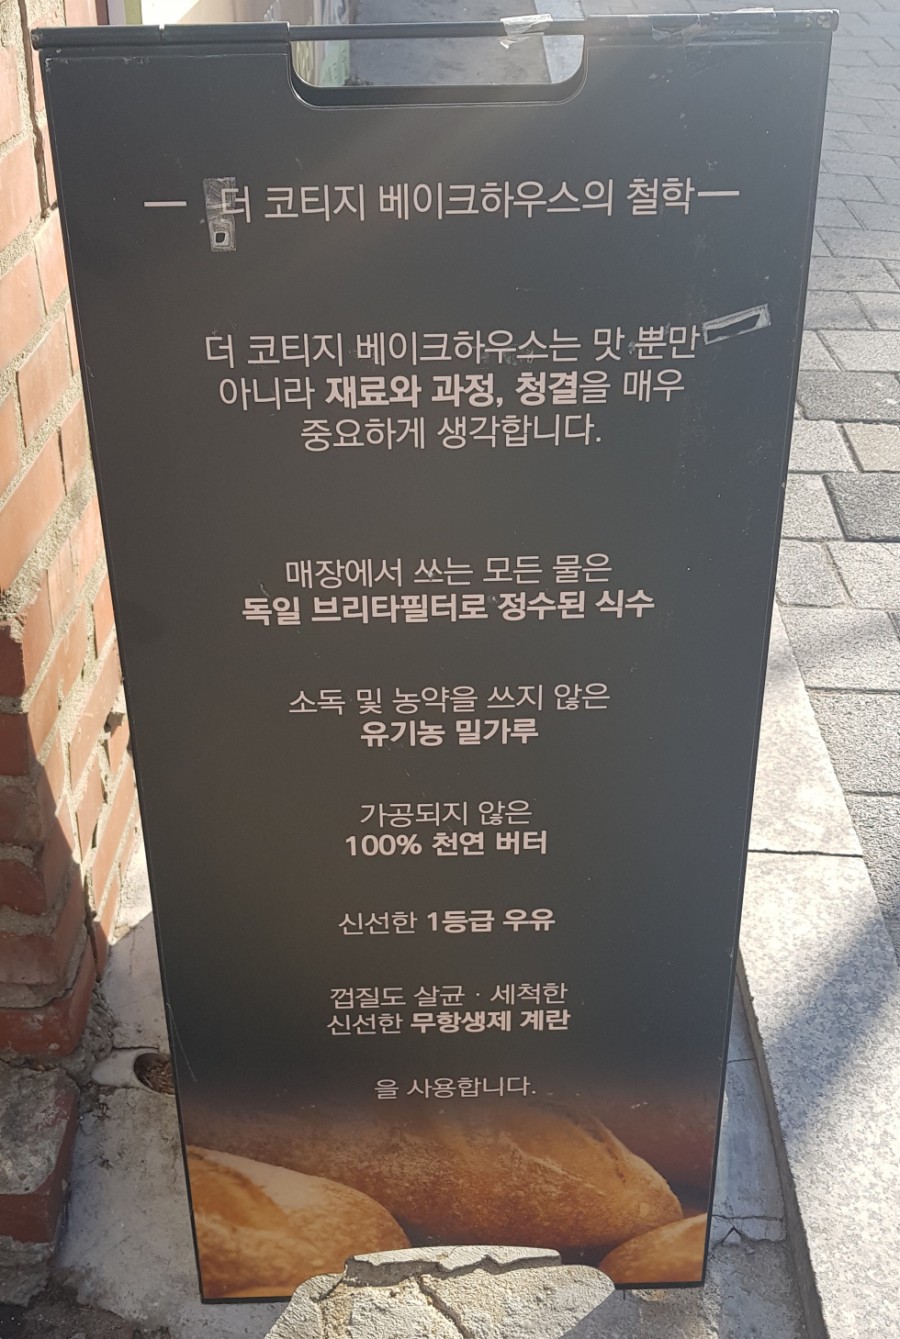 — 더 코티지 베이크하우스의 철학 —
더 코티지 베이크하우스는 맛 뿐만
아니라 재료와 과정, 청결을 매우
중요하게 생각합니다.
매장에서 쓰는 모든 물은
독일 브리타필터로 정수된 식수
소독 및 농약을 쓰지 않은
유기농 밀가루
가공되지 않은
100% 천연 버터
신선한 1등급 우유
껍질도 살균 · 세척한
신선한 무항생제 계란
을 사용합니다.